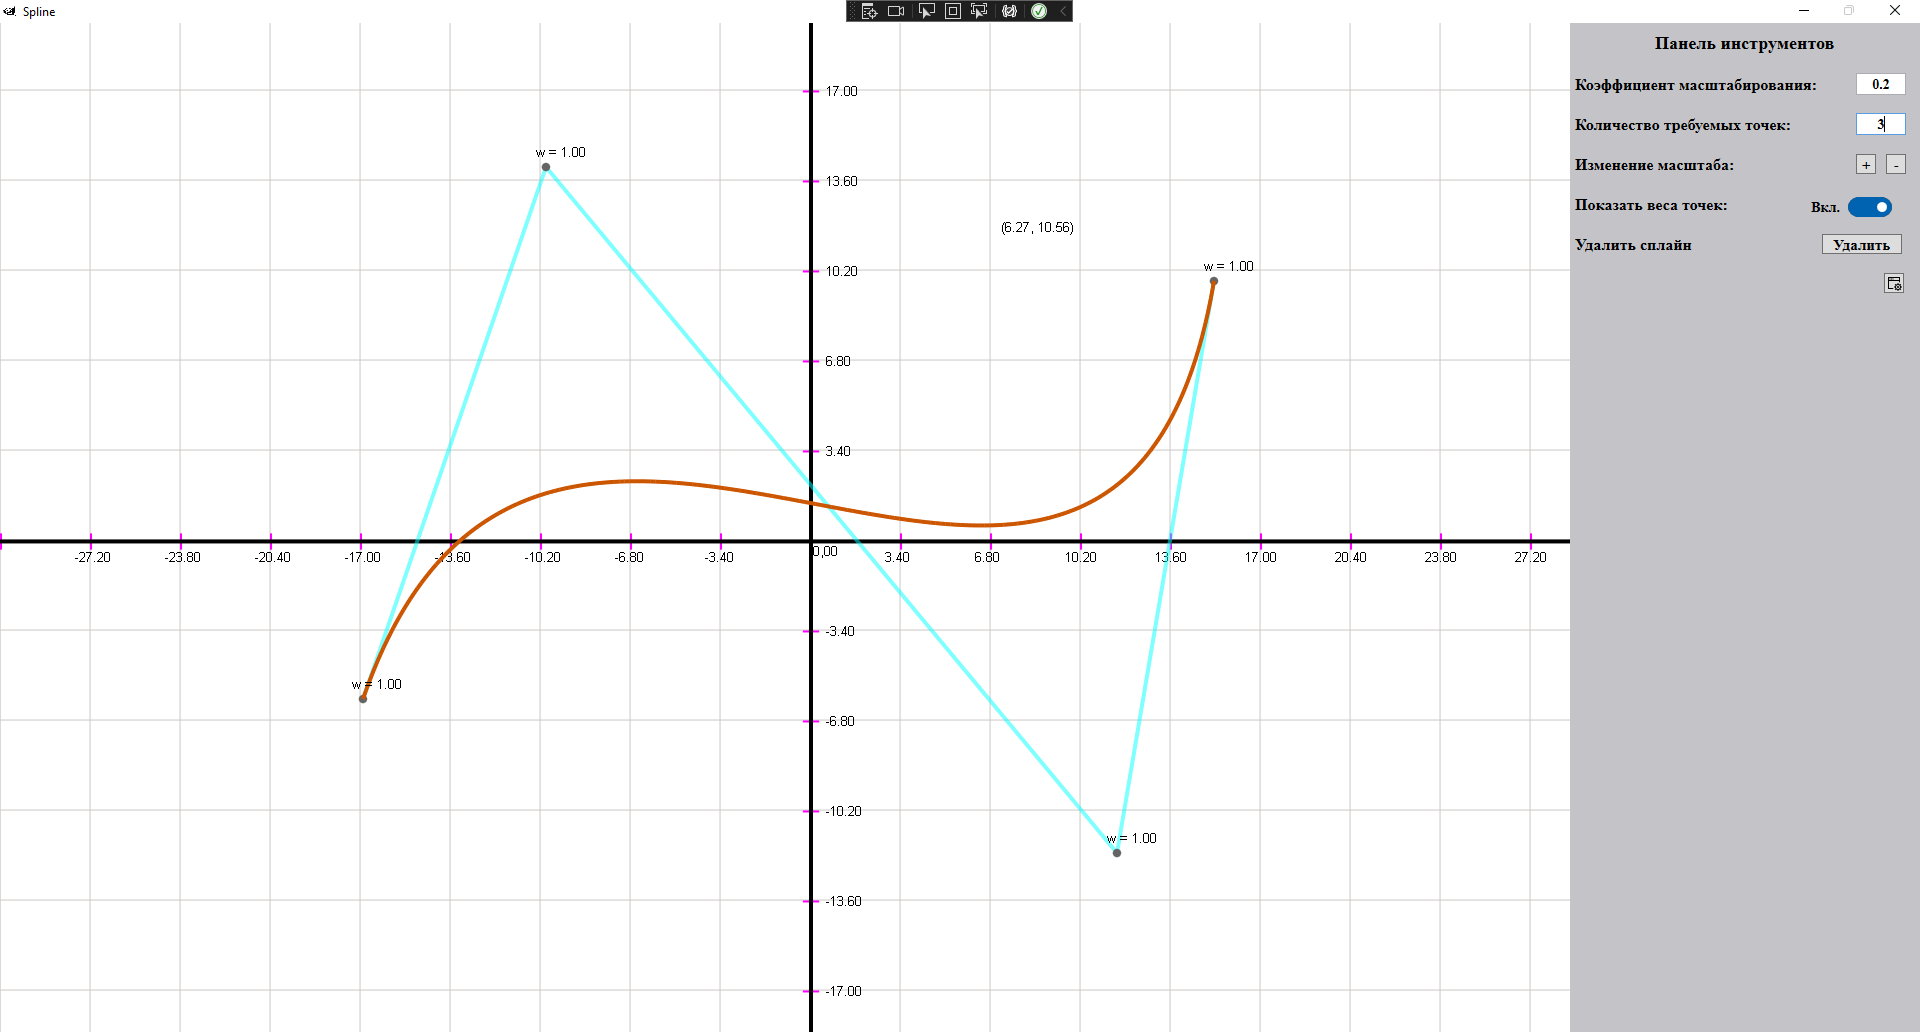 Spline
Панель инструментов
Коэффициент масштабирования: 0.2
Количество требуемых точек: 3
Изменение масштаба: + -
Показать веса точек: Вкл.
Удалить сплайн Удалить
17.00
w = 1.00
13.60
(6.27, 10.56)
w = 1.00
10.20
6.80
3.40
0,00
-27.20 -23.80 -20.40 -17.00 -13.60 -10.20 -6.80 -3.40 3.40 6.80 10.20 13.60 17.00 20.40 23.80 27.20
-3.40
w = 1.00
-6.80
-10.20
w = 1.00
-13.60
-17.00